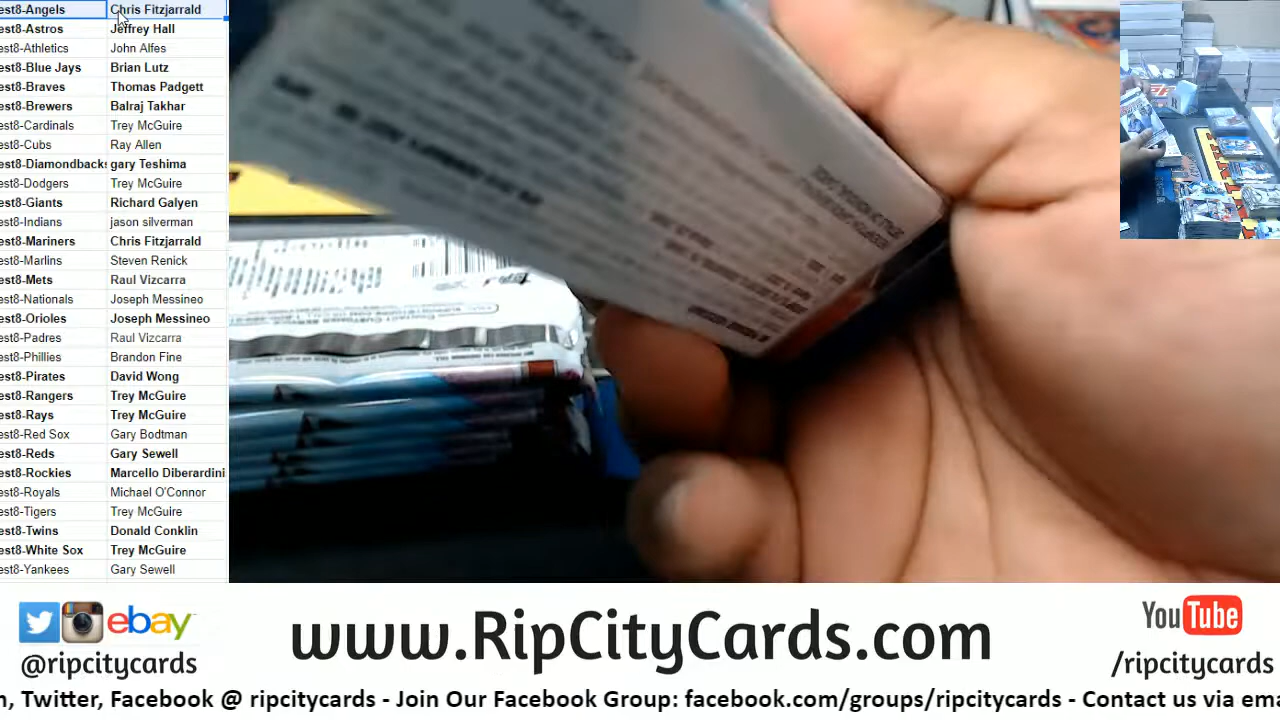 est8-Angels Chris Fitzjarrald
est8-Astros Jeffrey Hall
est8-Athletics John Alfes
est8-Blue Jays Brian Lutz
est8-Braves Thomas Padgett
est8-Brewers Balraj Takhar
est8-Cardinals Trey McGuire
est8-Cubs Ray Allen
est8-Diamondbacks gary Teshima
est8-Dodgers Trey McGuire
est8-Giants Richard Galyen
est8-Indians jason silverman
est8-Mariners Chris Fitzjarrald
est8-Marlins Steven Renick
est8-Mets Raul Vizcarra
est8-Nationals Joseph Messineo
est8-Orioles Joseph Messineo
est8-Padres Raul Vizcarra
est8-Phillies Brandon Fine
est8-Pirates David Wong
est8-Rangers Trey McGuire
est8-Rays Trey McGuire
est8-Red Sox Gary Bodtman
est8-Reds Gary Sewell
est8-Rockies Marcello Diberardini
est8-Royals Michael O'Connor
est8-Tigers Trey McGuire
est8-Twins Donald Conklin
est8-White Sox Trey McGuire
est8-Yankees Gary Sewell
ebay
@ripcitycards
www.RipCityCards.com
YouTube
/ripcitycards
n, Twitter, Facebook @ ripcitycards - Join Our Facebook Group: facebook.com/groups/ripcitycards - Contact us via ema